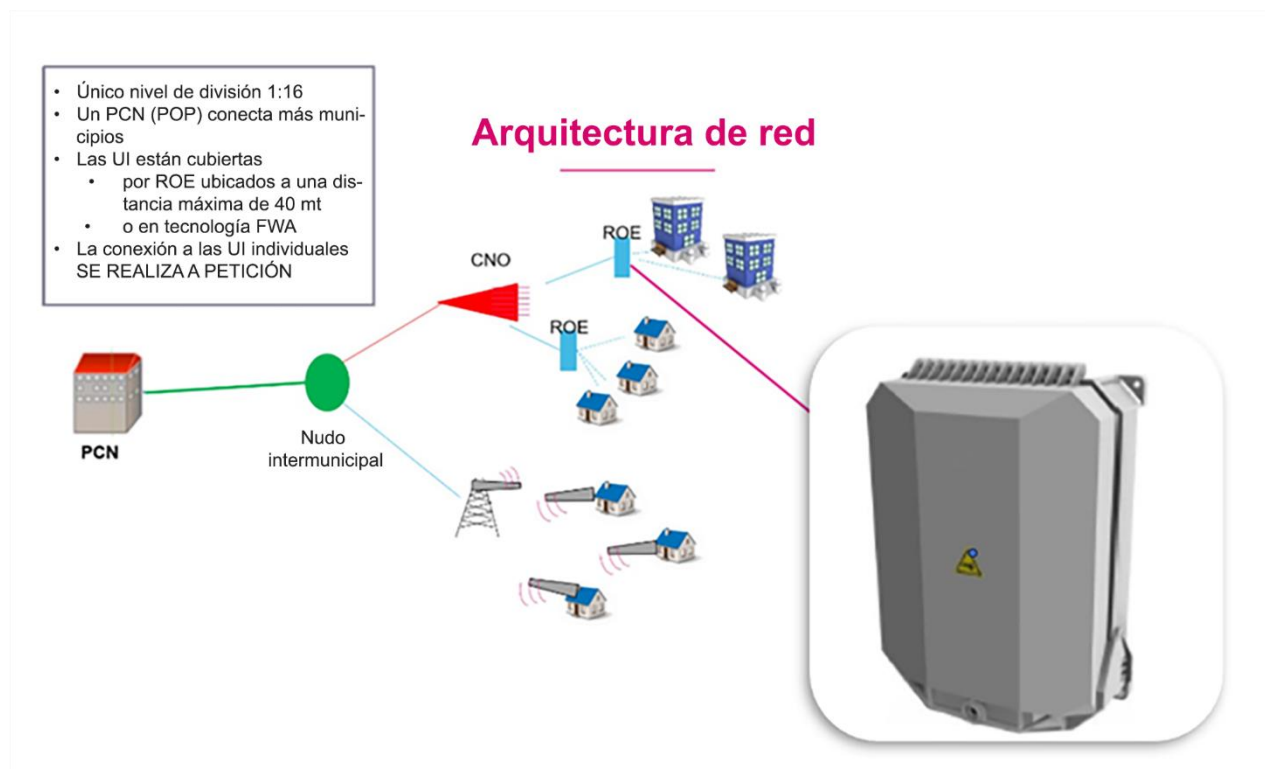 • Único nivel de división 1:16
• Un PCN (POP) conecta más muni-
cipios
• Las UI están cubiertas
• por ROE ubicados a una dis-
tancia máxima de 40 mt
• o en tecnología FWA
• La conexión a las UI individuales
SE REALIZA A PETICIÓN
Arquitectura de red
ROE
CNO
ROE
PCN
Nudo
intermunicipal